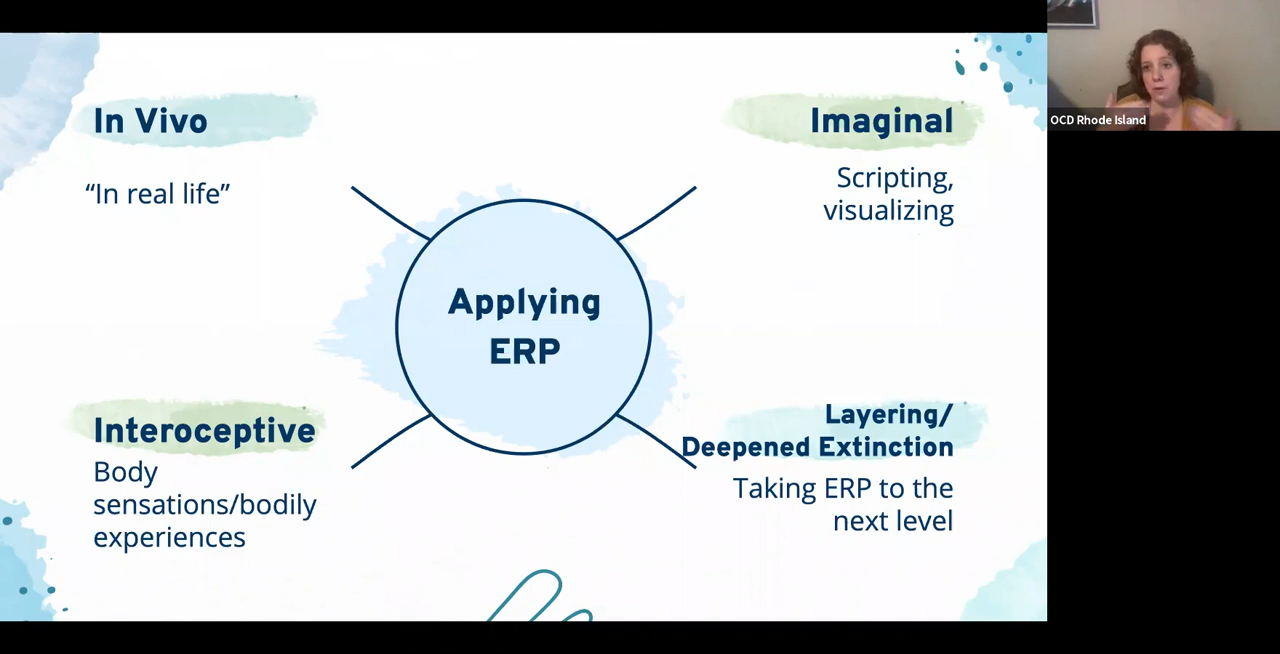 In Vivo
“In real life”
Imaginal
Scripting,
visualizing
Applying
ERP
Interoceptive
Body
sensations/bodily
experiences
Layering/
Deepened Extinction
Taking ERP to the
next level
OCD Rhode Island